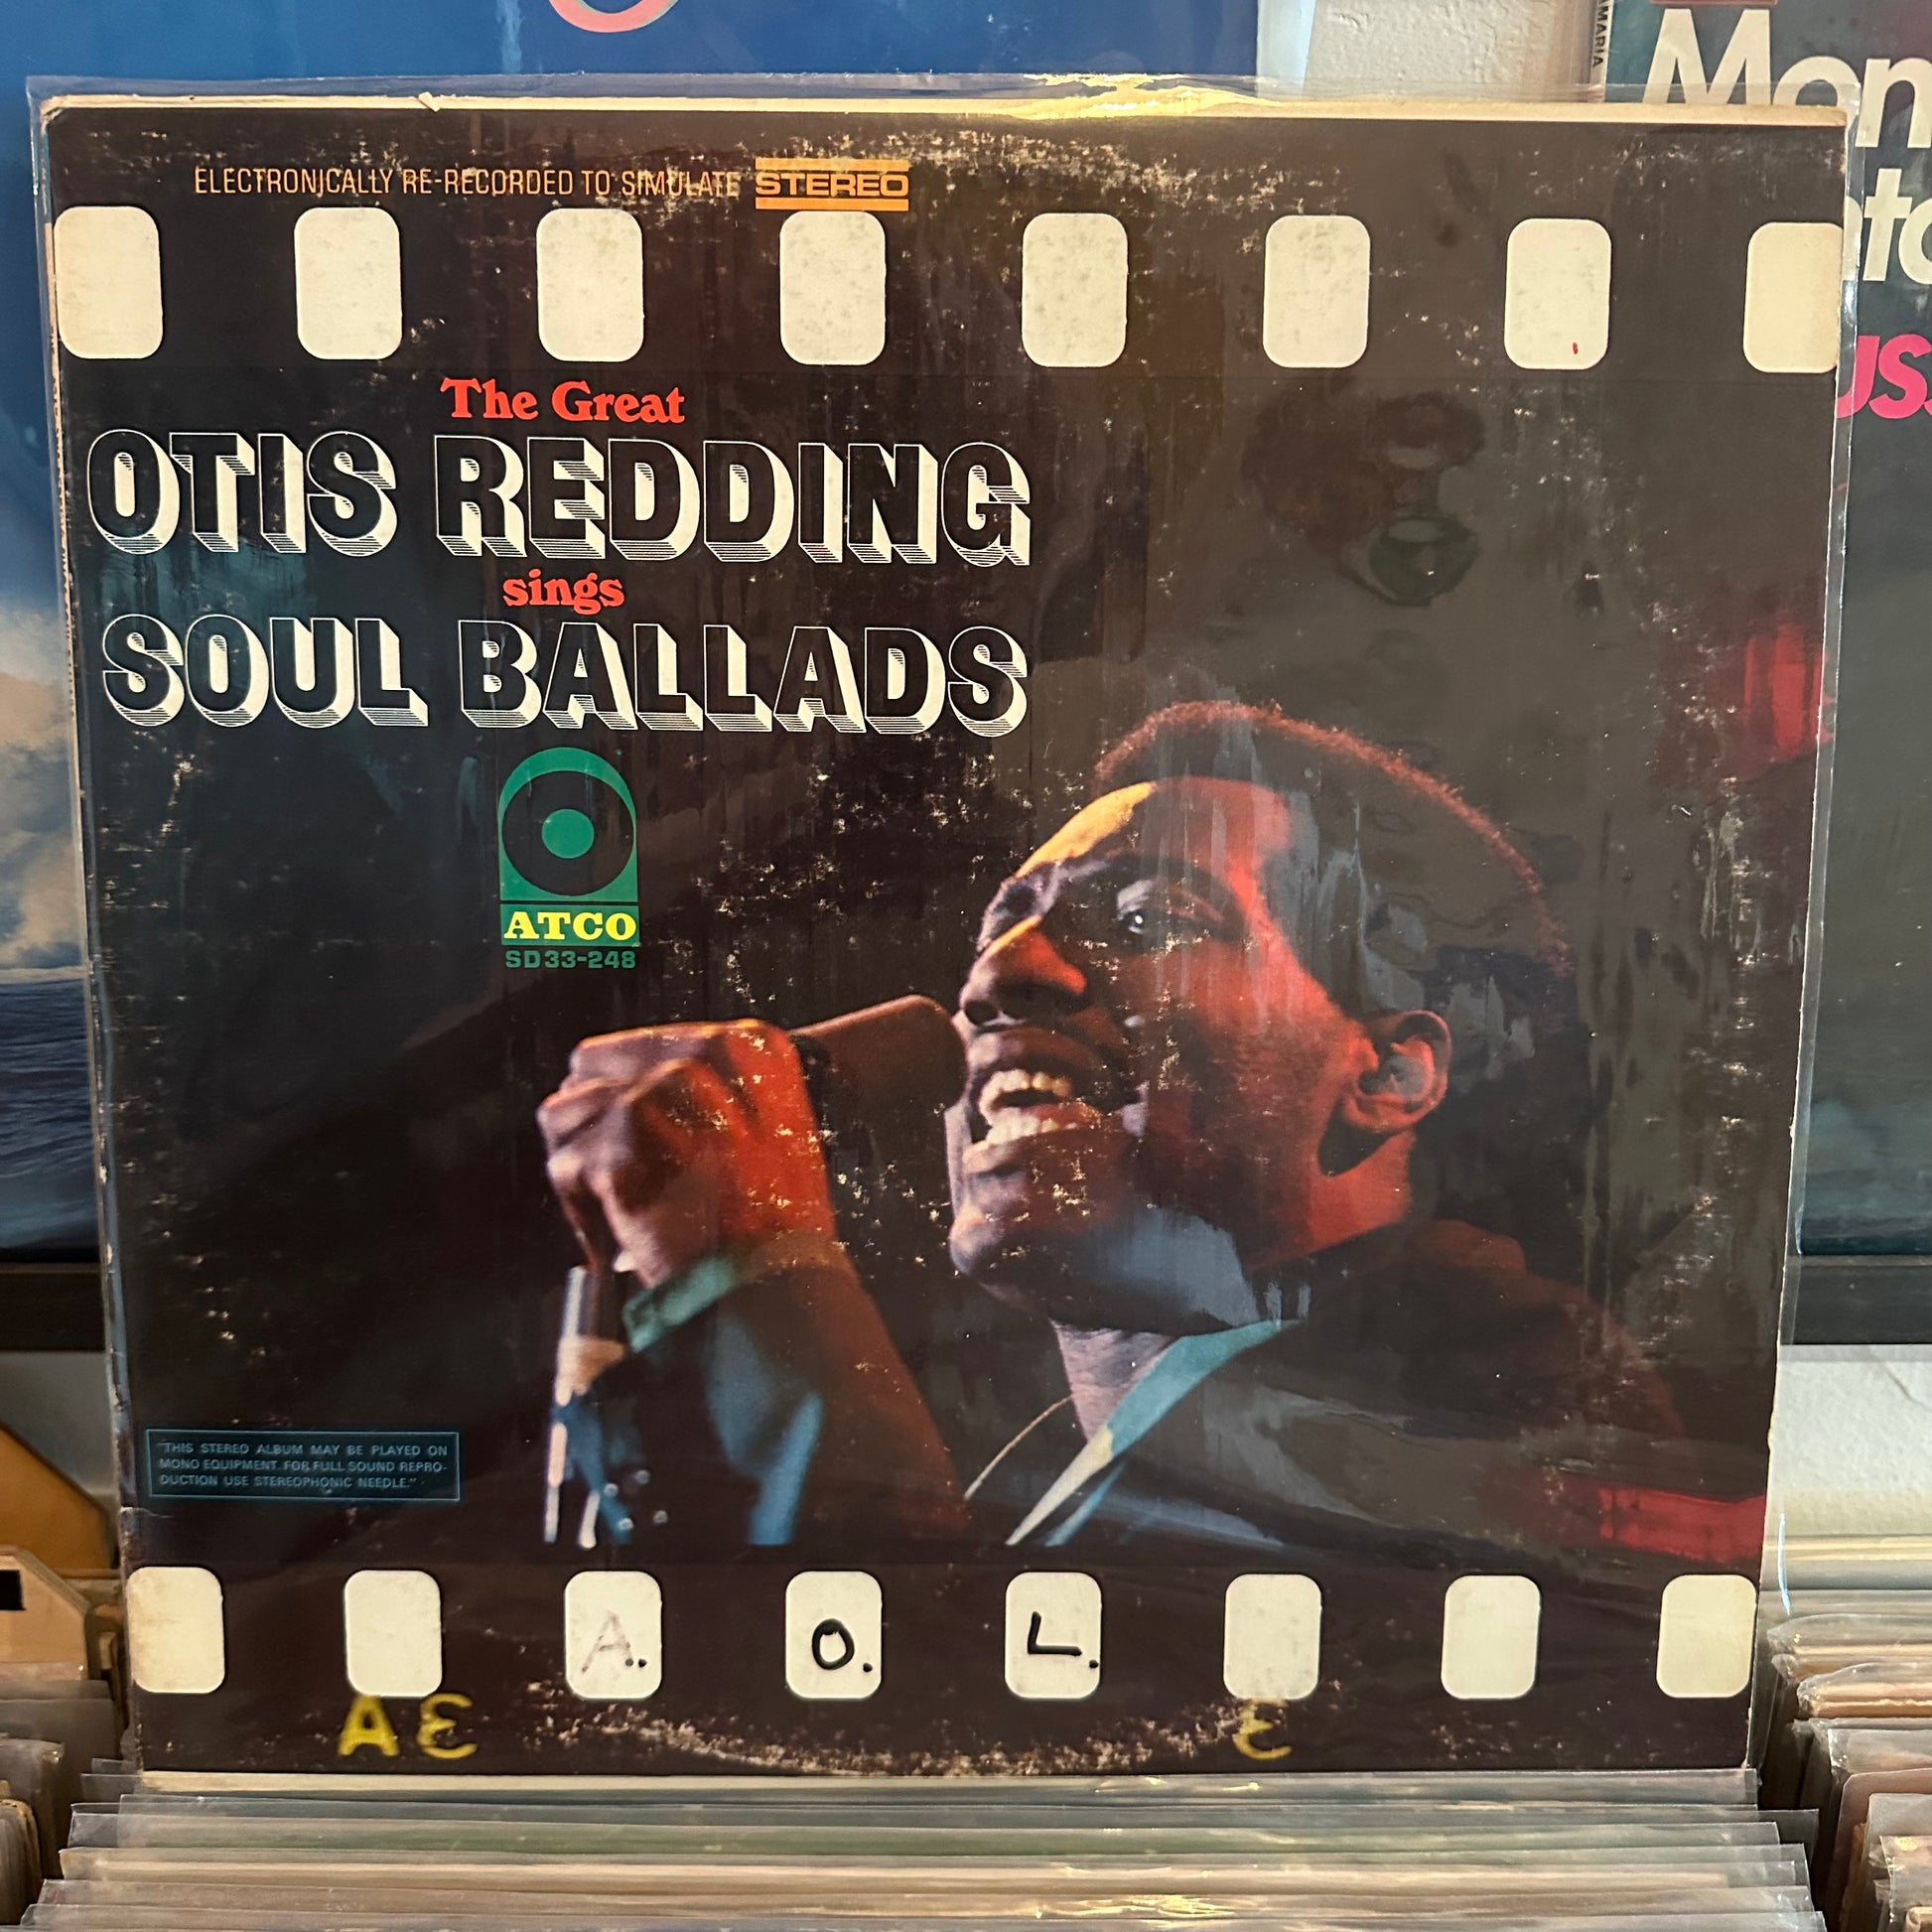 ELECTRONICALLY RE-RECORDED TO SIMULATE STEREO
The Great
OTIS REDDING
sings
SOUL BALLADS
ATCO
SD 33-248
"THIS STEREO ALBUM MAY BE PLAYED ON
MONO EQUIPMENT. FOR FULL SOUND REPRO-
DUCTION USE STEREOPHONIC NEEDLE."
A. O. L.
Mon